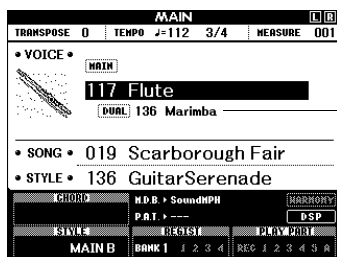 MAIN L R
TRANSPOSE 0 TEMPO ♩=112 3/4 MEASURE 001
• VOICE •
MAIN
117 Flute
DUAL 136 Marimba
• SONG • 019 Scarborough Fair
• STYLE • 136 GuitarSerenade
CHORD M.D.B. ▸ SoundMPH HARMONY
P.A.T. ▸ --- DSP
STYLE REGIST PLAY PART
MAIN B BANK 1 1 2 3 4 REC 1 2 3 4 5 A